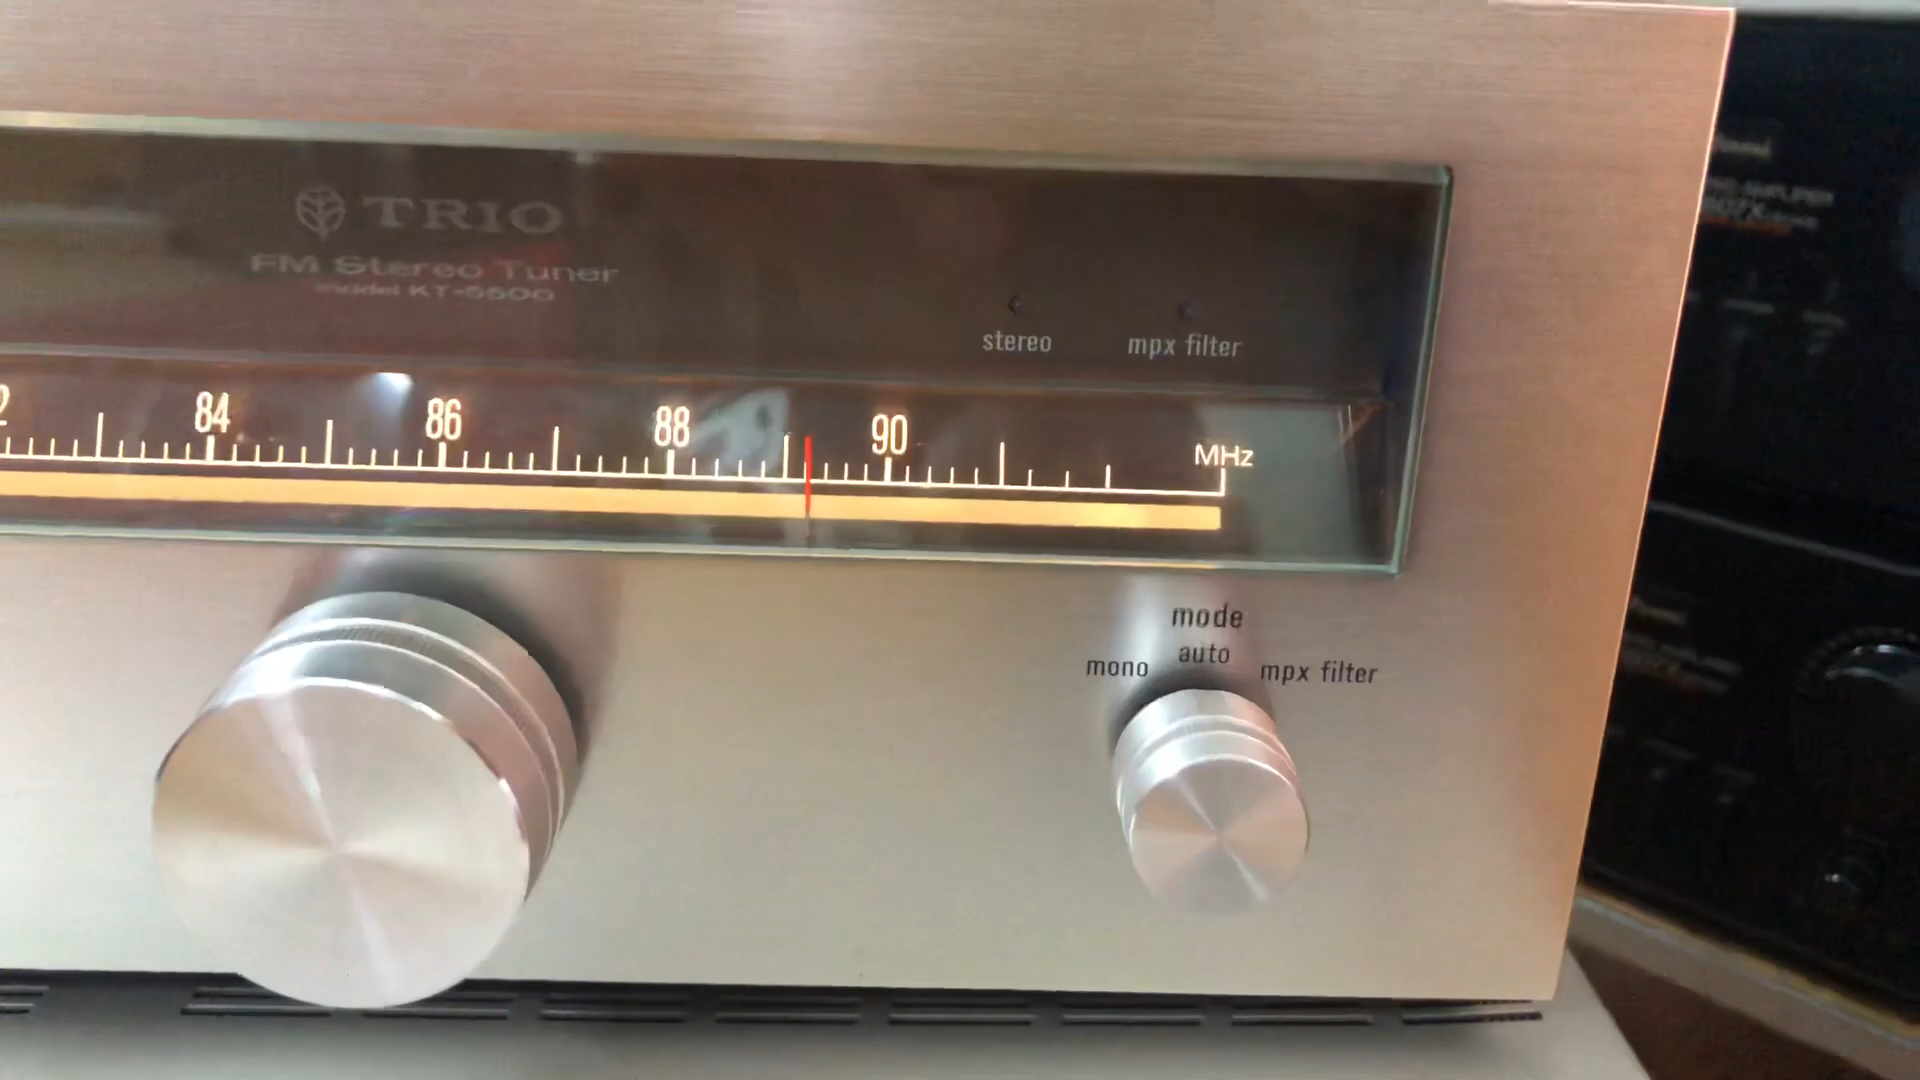 TRIO
FM Stereo Tuner
model KT-5500
stereo mpx filter
84 86 88 90 MHz
mode
mono auto mpx filter